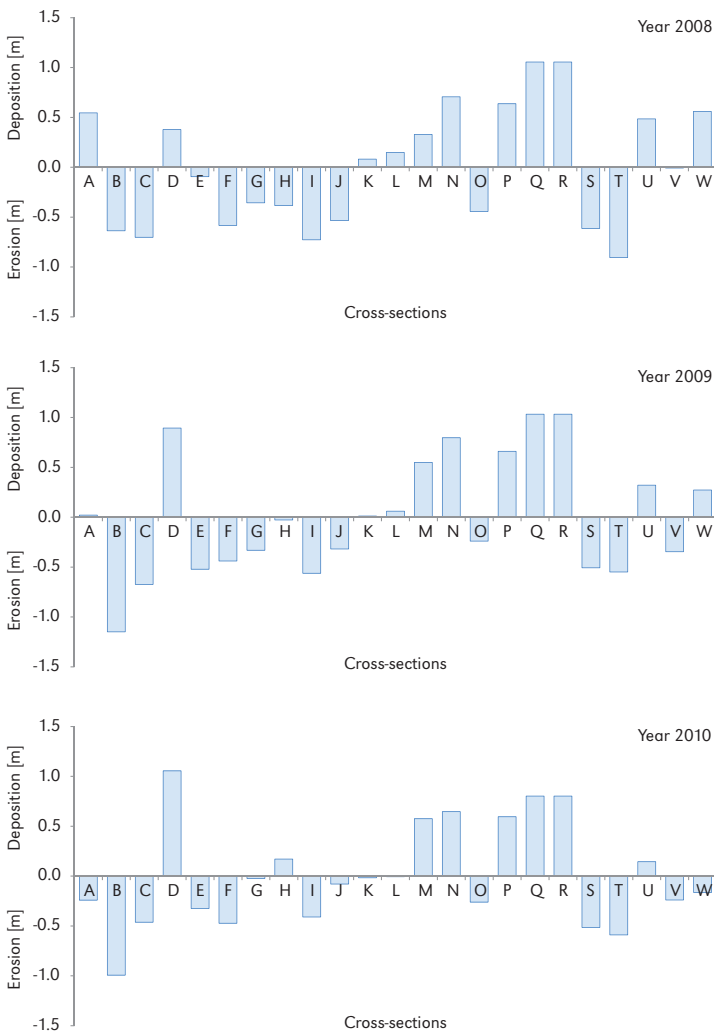 Year 2008
Deposition [m]
Erosion [m]
1.5
1.0
0.5
0.0
-0.5
-1.0
-1.5
A B C D E F G H I J K L M N O P Q R S T U V W
Cross-sections
Year 2009
Deposition [m]
Erosion [m]
1.5
1.0
0.5
0.0
-0.5
-1.0
-1.5
A B C D E F G H I J K L M N O P Q R S T U V W
Cross-sections
Year 2010
Deposition [m]
Erosion [m]
1.5
1.0
0.5
0.0
-0.5
-1.0
-1.5
A B C D E F G H I J K L M N O P Q R S T U V W
Cross-sections